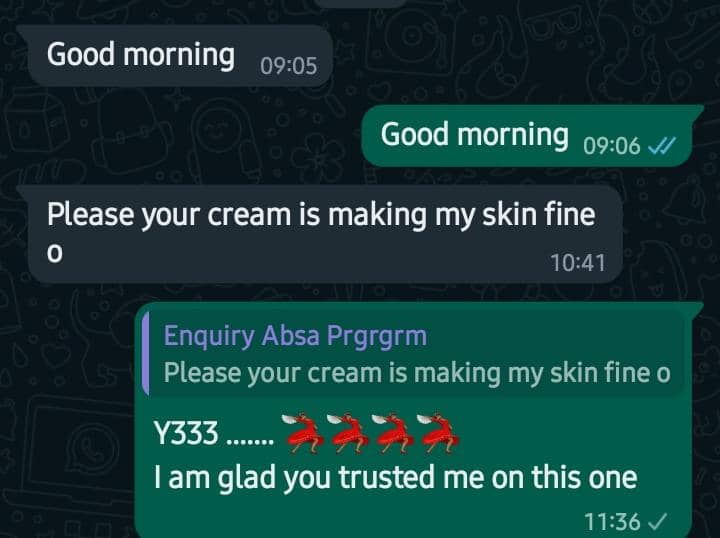 Good morning 09:05
Good morning 09:06
Please your cream is making my skin fine
o
10:41
Enquiry Absa Prgrgrm
Please your cream is making my skin fine o
Y333 .......
I am glad you trusted me on this one
11:36